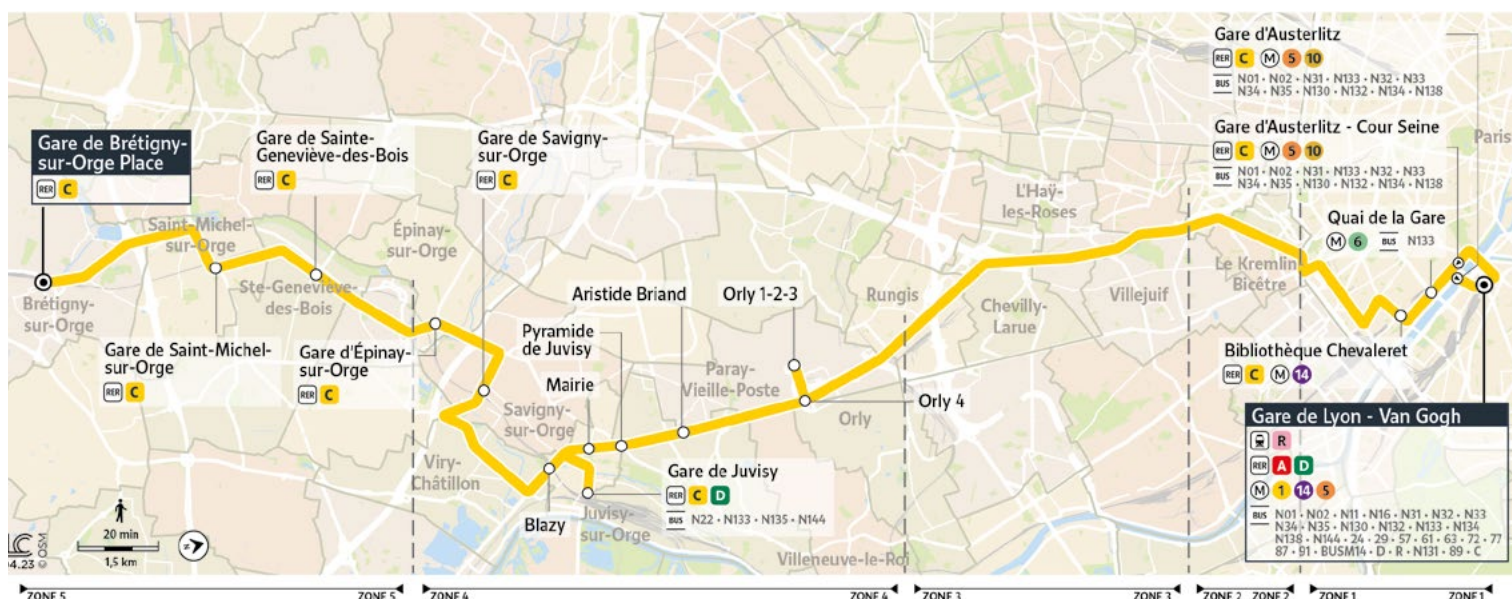 Gare d'Austerlitz
RER C M 5 10
BUS N01 • N02 • N31 • N133 • N32 • N33
N34 • N35 • N130 • N132 • N134 • N138
Paris
Gare d'Austerlitz - Cour Seine
RER C M 5 10
BUS N01 • N02 • N31 • N133 • N32 • N33
N34 • N35 • N130 • N132 • N134 • N138
Gare de Brétigny-
sur-Orge Place
RER C
Gare de Sainte-
Geneviève-des-Bois
RER C
Gare de Savigny-
sur-Orge
RER C
L'Haÿ-
les-Roses
Quai de la Gare
M 6 BUS N133
Saint-Michel-
sur-Orge
Épinay-
sur-Orge
Le Kremlin
Bicêtre
Brétigny-
sur-Orge
Ste-Geneviève-
des-Bois
Aristide Briand
Orly 1-2-3
Rungis
Chevilly-
Larue
Villejuif
Gare de Saint-Michel-
sur-Orge
RER C
Gare d'Épinay-
sur-Orge
RER C
Pyramide
de Juvisy
Mairie
Paray-
Vieille-Poste
Orly
Orly 4
Bibliothèque Chevaleret
RER C M 14
Savigny-
sur-Orge
Viry-
Châtillon
Blazy
Gare de Juvisy
RER C D
BUS N22 • N133 • N135 • N144
Juvisy-
sur-Orge
Villeneuve-le-Roi
Gare de Lyon - Van Gogh
R
RER A D
M 1 14 5
BUS N01 • N02 • N11 • N16 • N31 • N32 • N33
N34 • N35 • N130 • N132 • N133 • N134
N138 • N144 • 24 • 29 • 57 • 61 • 63 • 72 • 77
87 • 91 • BUSM14 • D • R • N131 • 89 • C
20 min
1,5 km
LC
4.23 © OSM
N
ZONE 5 ZONE 5 ZONE 4 ZONE 4 ZONE 3 ZONE 3 ZONE 2 ZONE 2 ZONE 1 ZONE 1